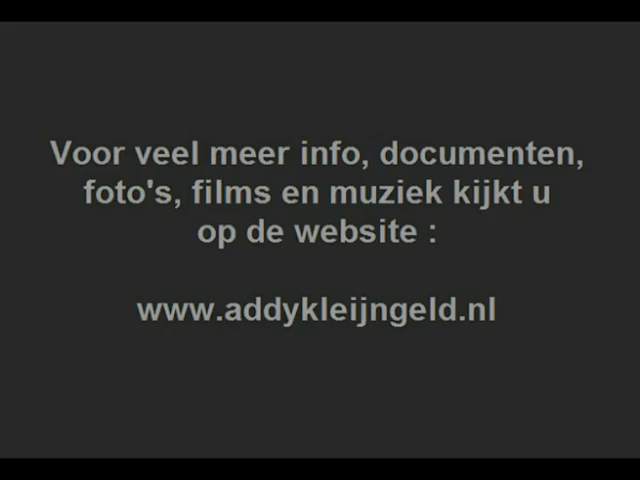 Voor veel meer info, documenten,
foto's, films en muziek kijkt u
op de website :
www.addykleijngeld.nl